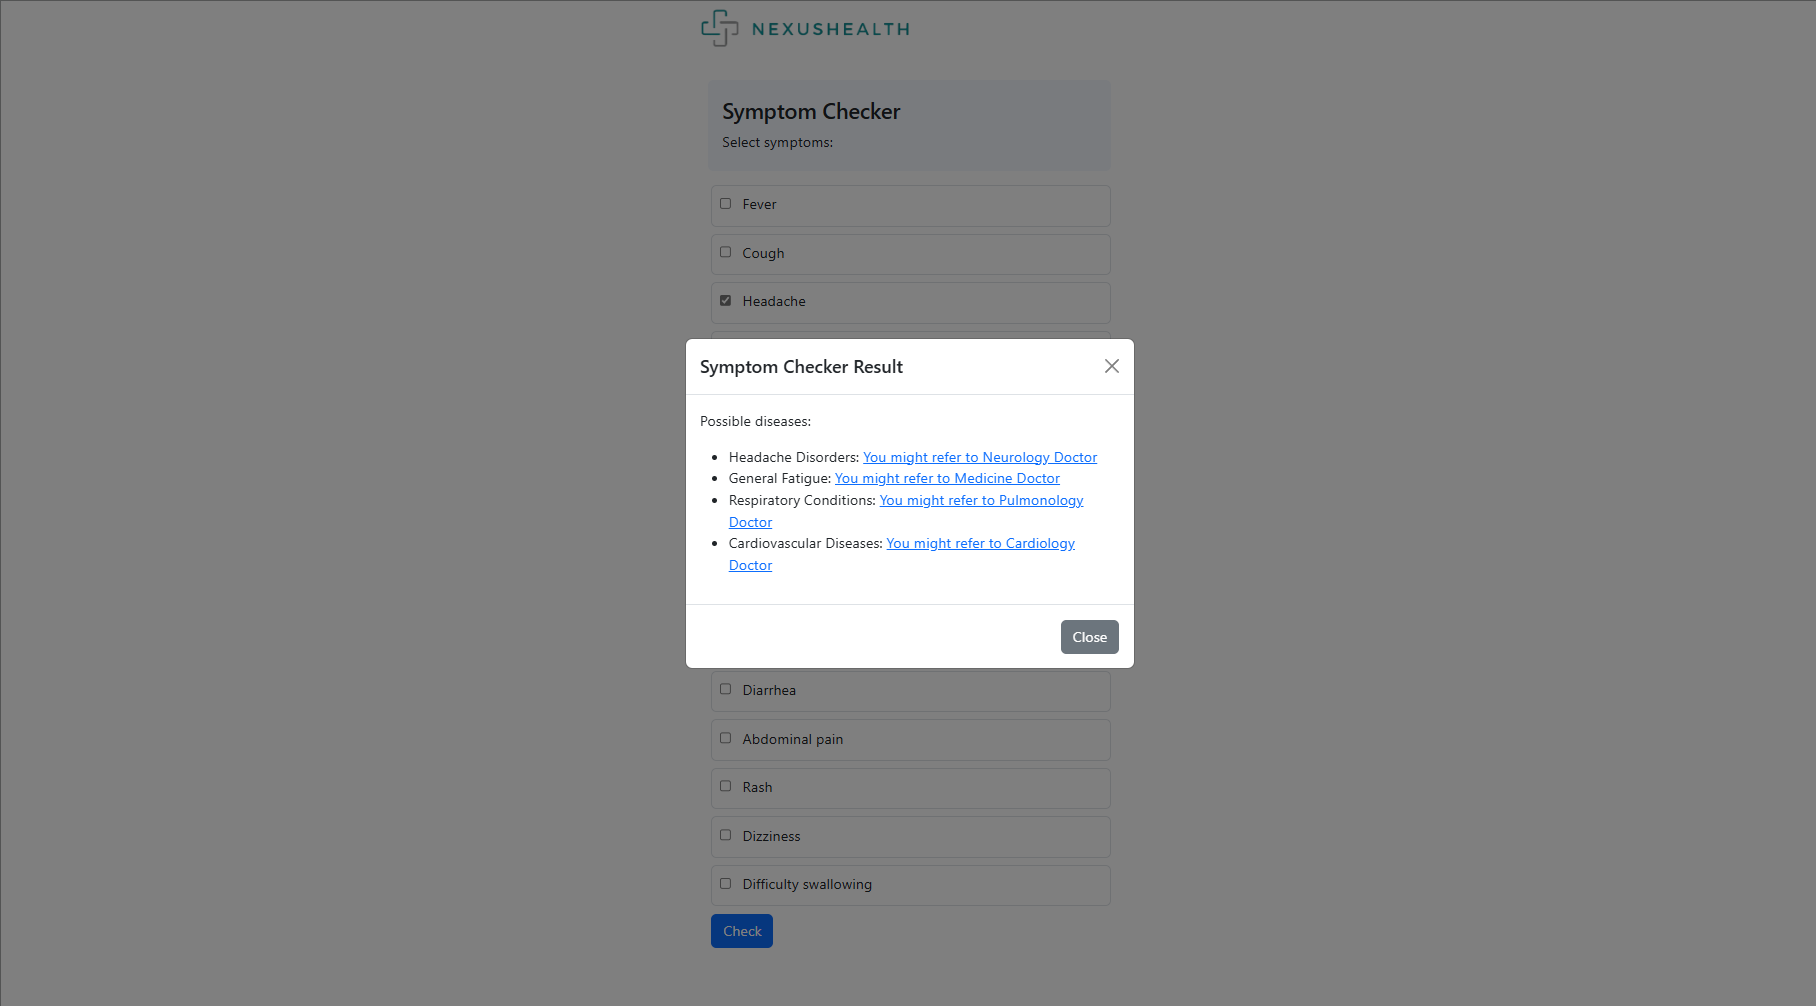 NEXUSHEALTH
Symptom Checker
Select symptoms:
Fever
Cough
Headache
Symptom Checker Result
Possible diseases:
Headache Disorders: You might refer to Neurology Doctor
General Fatigue: You might refer to Medicine Doctor
Respiratory Conditions: You might refer to Pulmonology
Doctor
Cardiovascular Diseases: You might refer to Cardiology
Doctor
Close
Diarrhea
Abdominal pain
Rash
Dizziness
Difficulty swallowing
Check